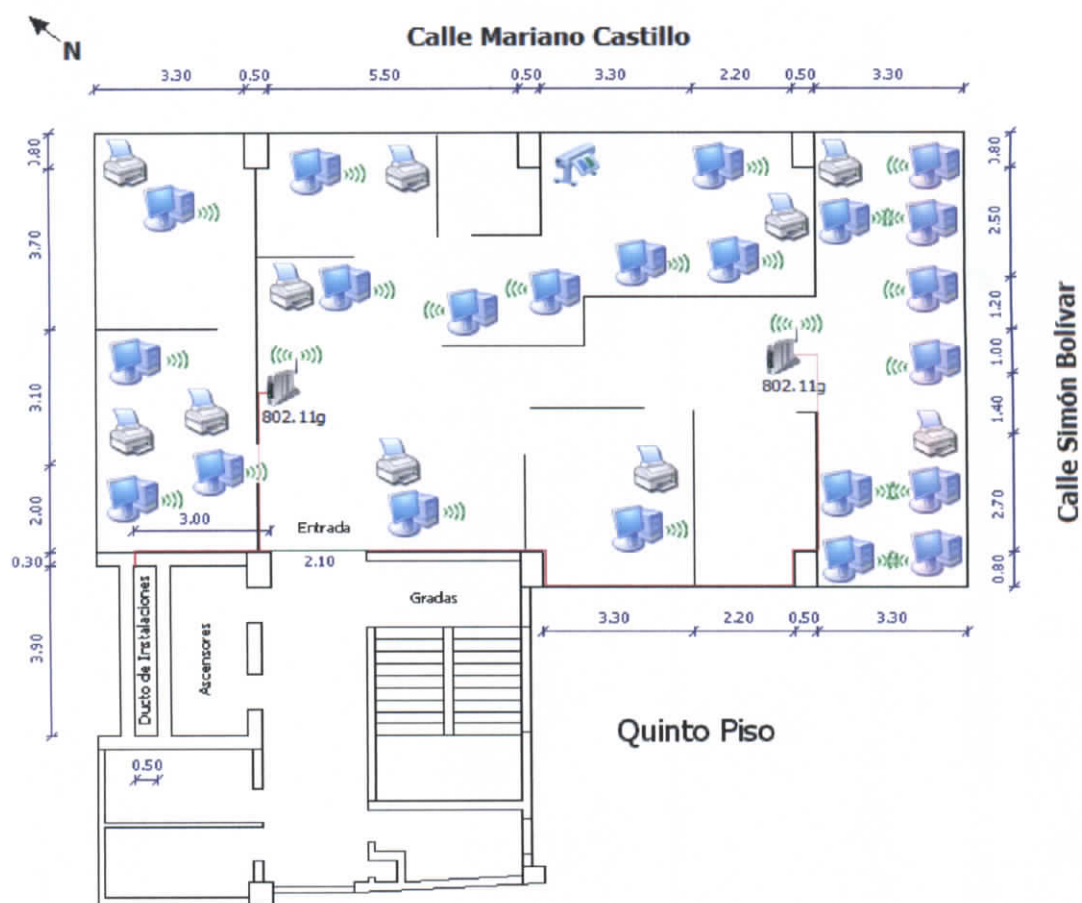 N
Calle Mariano Castillo
3.30 0.50 5.50 0.50 3.30 2.20 0.50 3.30
0.80
3.70
3.10
2.00
0.30
3.90
0.80
2.50
1.20
1.00
1.40
2.70
0.80
Calle Simón Bolívar
802.11g
802.11g
3.00
Entrada
2.10
Gradas
Ducto de Instalaciones
Ascensores
3.30 2.20 0.50 3.30
Quinto Piso
0.50